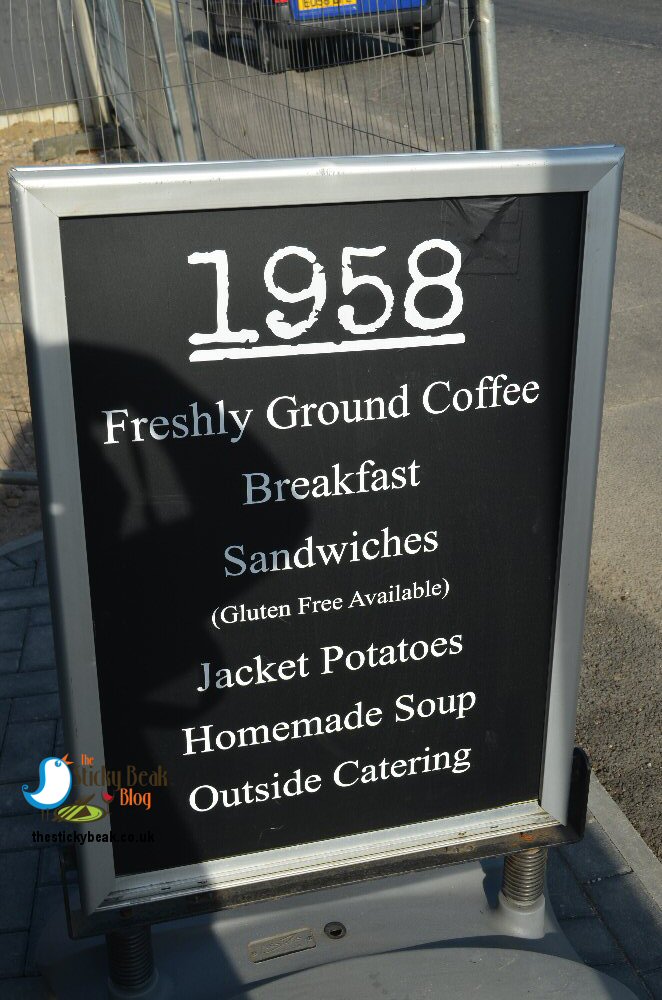 1958
Freshly Ground Coffee
Breakfast
Sandwiches
(Gluten Free Available)
Jacket Potatoes
Homemade Soup
Outside Catering
The
Sticky Beak
Blog
thestickybeak.co.uk